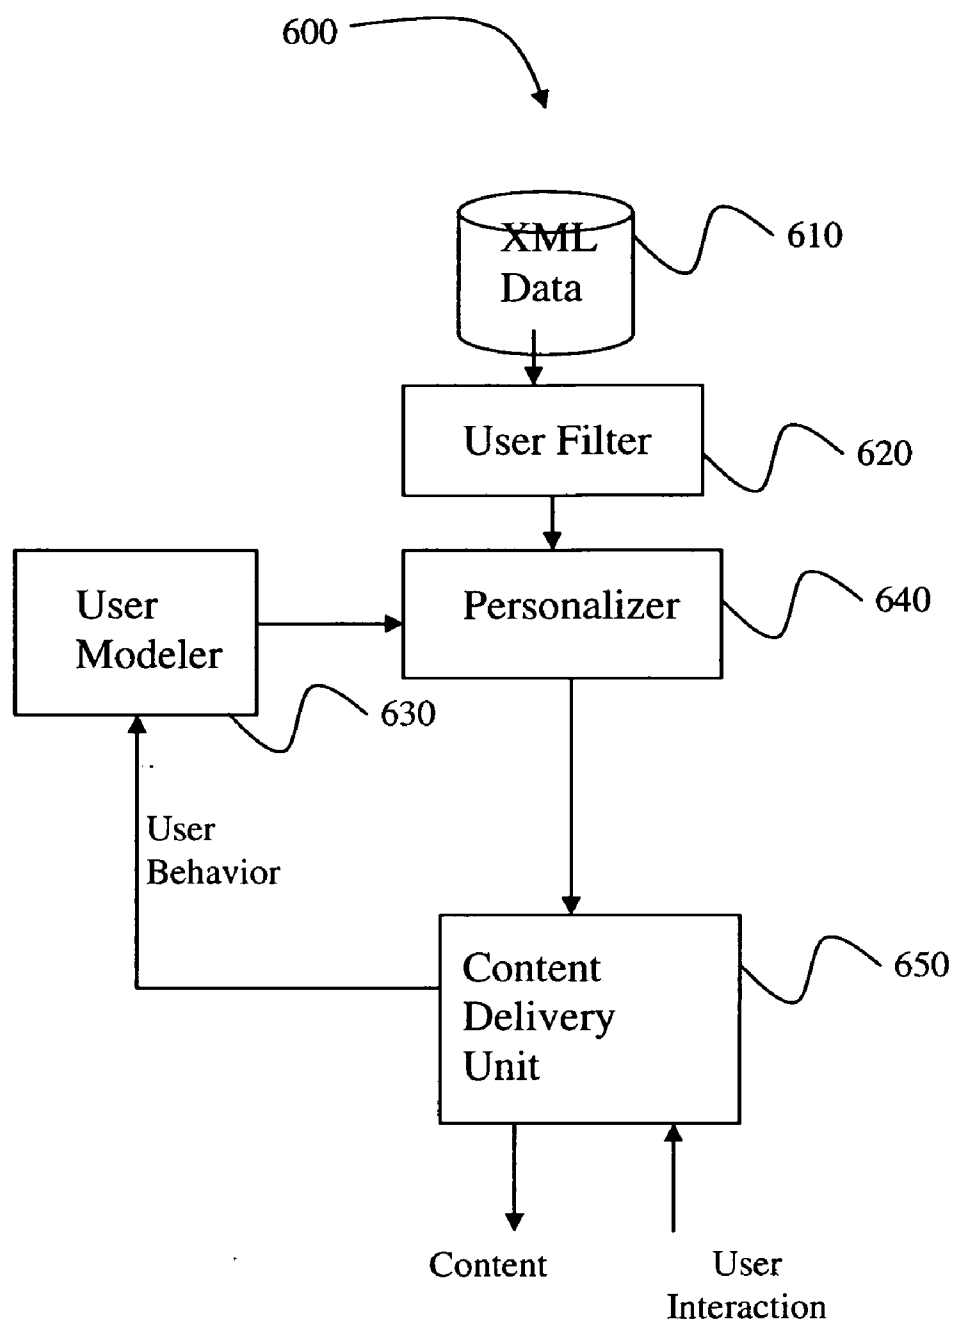 600
XML
Data
610
User Filter
620
User
Modeler
Personalizer
640
630
User
Behavior
Content
Delivery
Unit
650
Content
User
Interaction